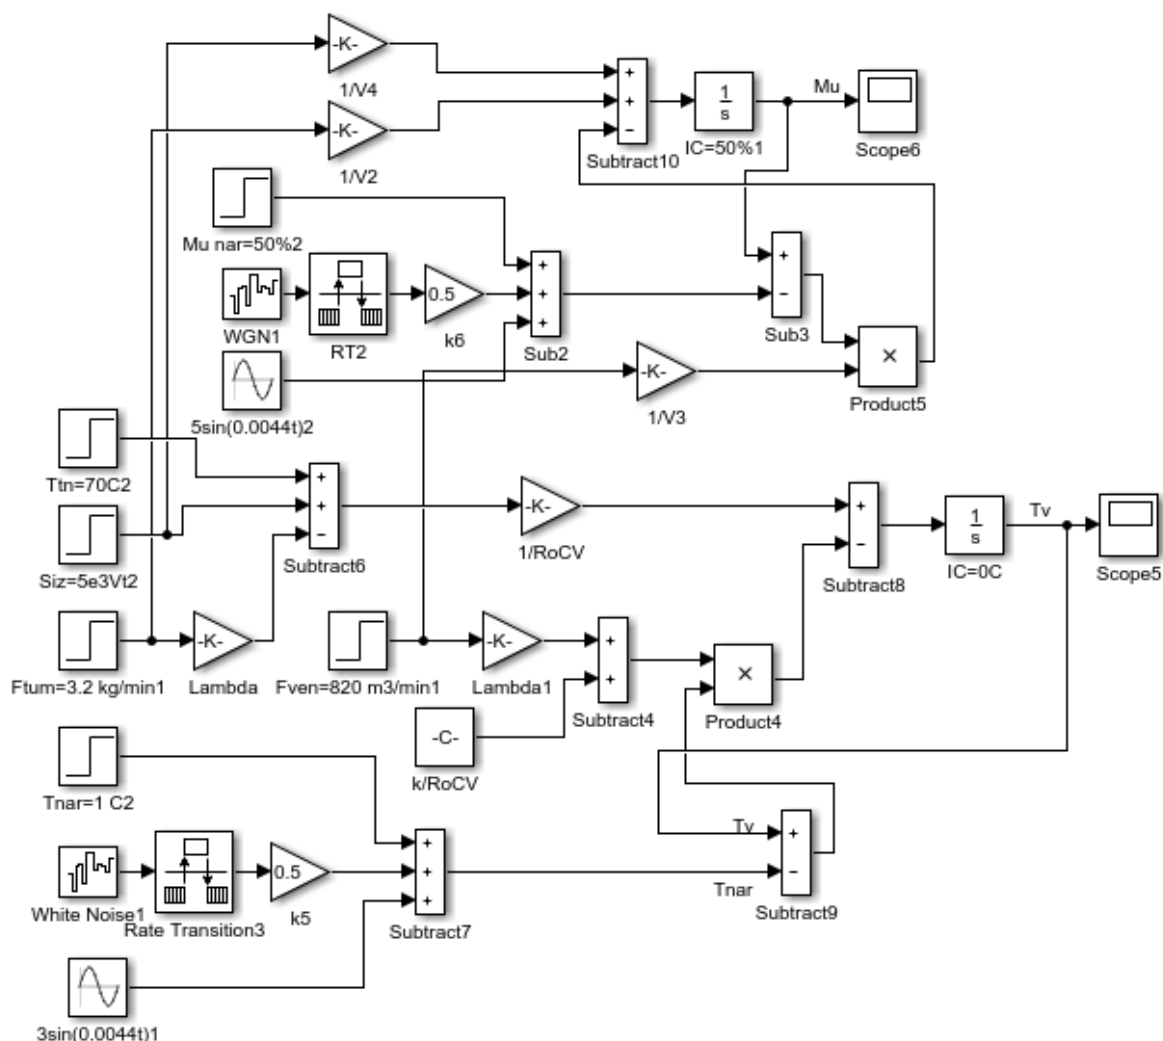 -K-
1/V4
-K-
1/V2
+
+
−
Subtract10
1
s
IC=50%1
Mu
Scope6
Mu nar=50%2
WGN1
RT2
0.5
k6
+
+
+
Sub2
+
−
Sub3
5sin(0.0044t)2
-K-
1/V3
×
Product5
Ttn=70C2
Siz=5e3Vt2
+
+
−
Subtract6
-K-
1/RoCV
+
−
Subtract8
1
s
IC=0C
Tv
Scope5
Ftum=3.2 kg/min1
-K-
Lambda
Fven=820 m3/min1
-K-
Lambda1
+
+
Subtract4
×
Product4
-C-
k/RoCV
Tnar=1 C2
White Noise1
Rate Transition3
0.5
k5
+
+
+
Subtract7
Tv
Tnar
+
−
Subtract9
3sin(0.0044t)1